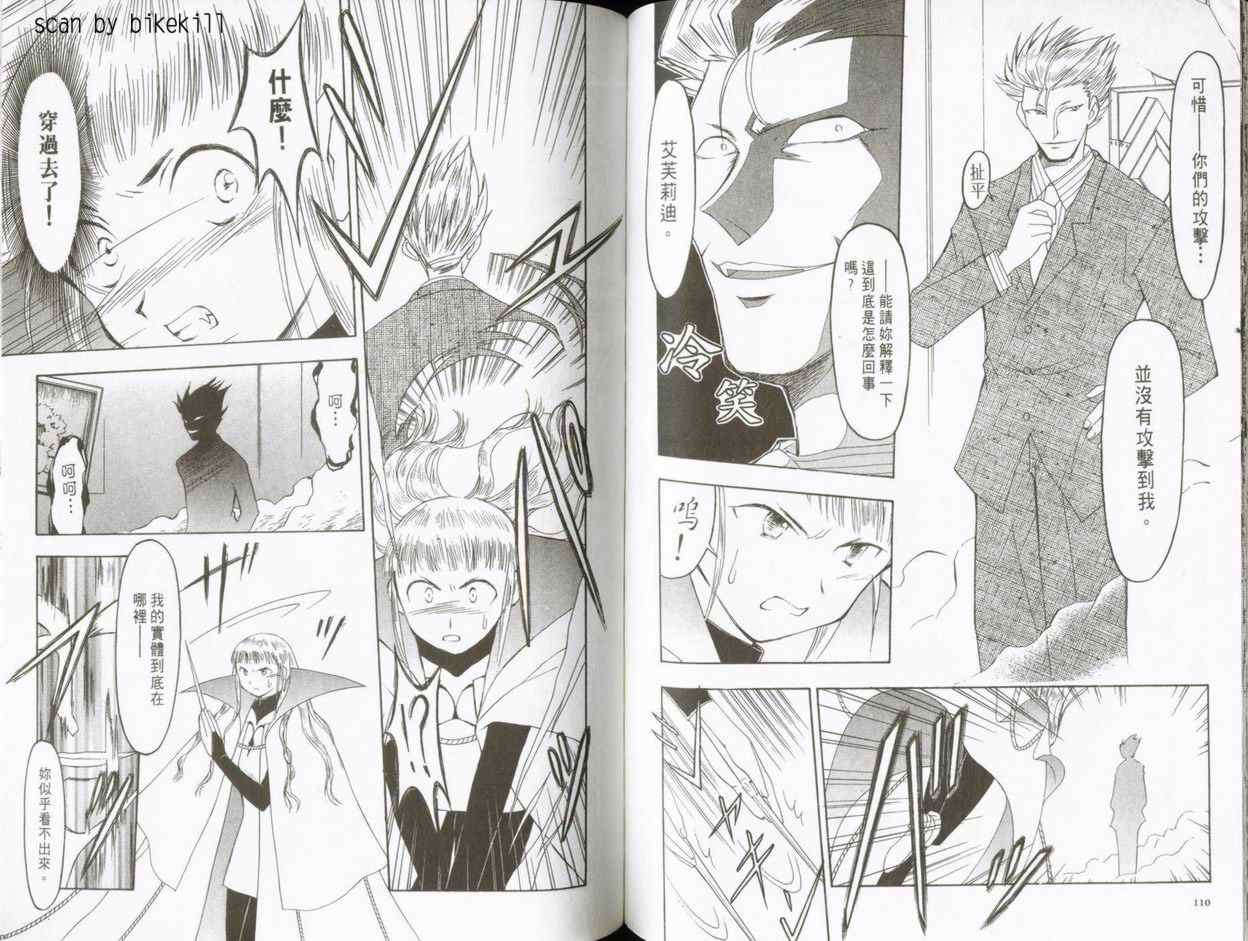 scan by bikekill
可惜——你們的攻擊…
扯平
並沒有攻擊到我。
艾芙莉迪。
——能請妳解釋一下
這到底是怎麼回事
嗎？
冷笑
嗚！
110
什麼！
穿過去了！
呵…
呵呵…
我的實體到底在
哪裡——
妳似乎看不出來。